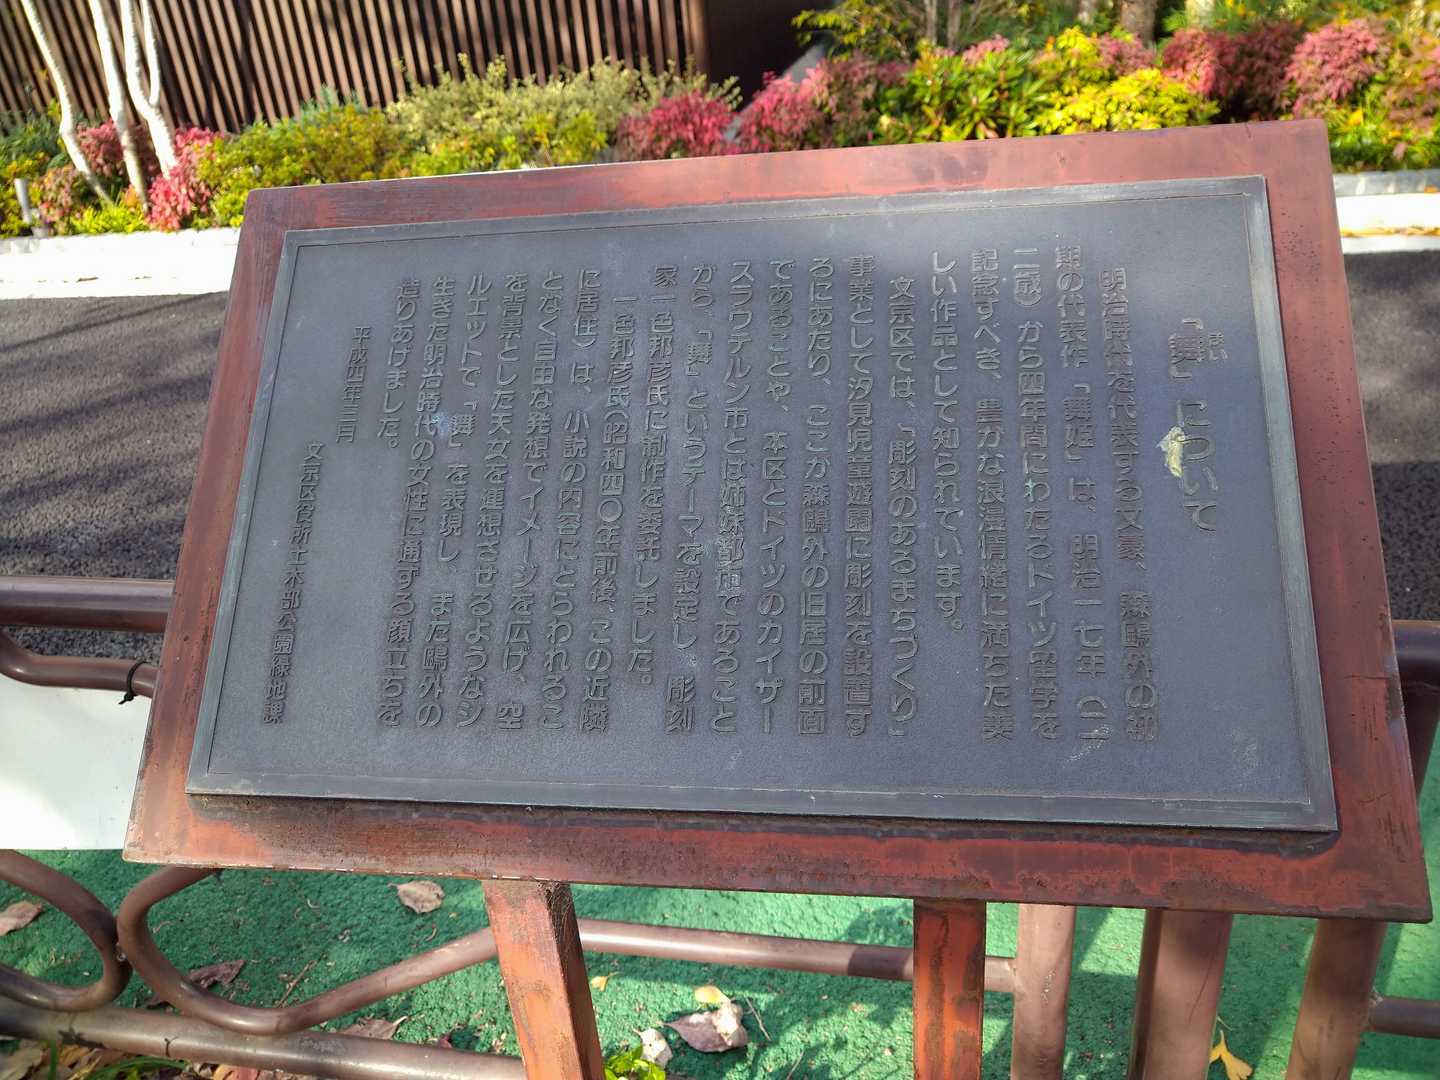 「舞」について
まい
明治時代を代表する文豪、森鷗外の初
期の代表作「舞姫」は、明治一七年(二
二歳)から四年間にわたるドイツ留学を
記念すべき、豊かな浪漫情緒に満ちた美
しい作品として知られています。
文京区では、「彫刻のあるまちづくり」
事業として汐見児童遊園に彫刻を設置す
るにあたり、ここが森鷗外の旧居の前面
であることや、本区とドイツのカイザー
スラウテルン市とは姉妹都市であること
から、「舞」というテーマを設定し、彫刻
家一色邦彦氏に制作を委託しました。
一色邦彦氏(昭和四〇年前後、この近隣
に居住)は、小説の内容にとらわれるこ
となく自由な発想でイメージを広げ、空
を背景とした天女を連想させるようなシ
ルエットで「舞」を表現し、また鷗外の
生きた明治時代の女性に通ずる顔立ちを
造りあげました。
平成四年三月
文京区役所土木部公園緑地課